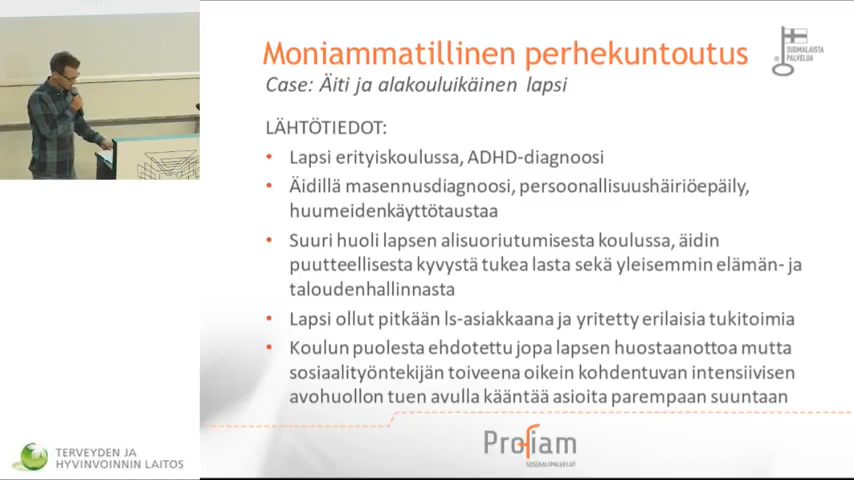 Moniammatillinen perhekuntoutus
SUOMALAISTA
PALVELUA
Case: Äiti ja alakouluikäinen lapsi
LÄHTÖTIEDOT:
• Lapsi erityiskoulussa, ADHD-diagnoosi
• Äidillä masennusdiagnoosi, persoonallisuushäiriöepäily,
huumeidenkäyttötaustaa
• Suuri huoli lapsen alisuoriutumisesta koulussa, äidin
puutteellisesta kyvystä tukea lasta sekä yleisemmin elämän- ja
taloudenhallinnasta
• Lapsi ollut pitkään ls-asiakkaana ja yritetty erilaisia tukitoimia
• Koulun puolesta ehdotettu jopa lapsen huostaanottoa mutta
sosiaalityöntekijän toiveena oikein kohdentuvan intensiivisen
avohuollon tuen avulla kääntää asioita parempaan suuntaan
Profiam
SOSIAALIPALVELUT
TERVEYDEN JA
HYVINVOINNIN LAITOS